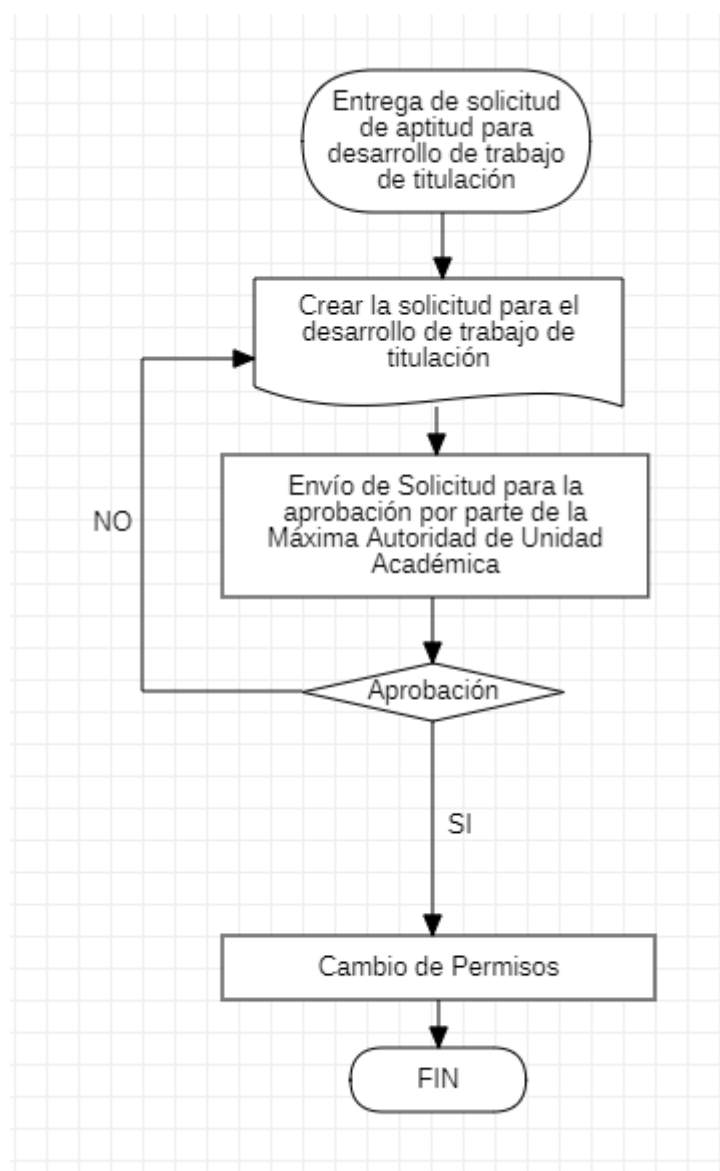 Entrega de solicitud
de aptitud para
desarrollo de trabajo
de titulación
Crear la solicitud para el
desarrollo de trabajo de
titulación
Envío de Solicitud para la
aprobación por parte de la
Máxima Autoridad de Unidad
Académica
NO
Aprobación
SI
Cambio de Permisos
FIN